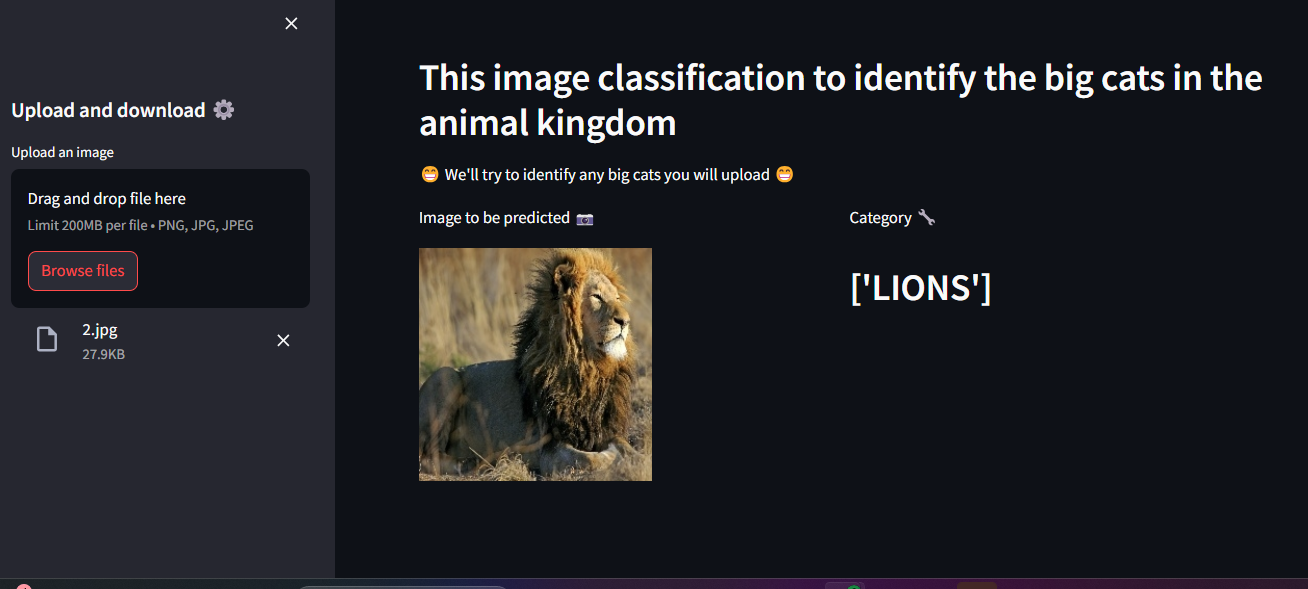 Upload and download ⚙️
Upload an image
Drag and drop file here
Limit 200MB per file • PNG, JPG, JPEG
Browse files
2.jpg
27.9KB
This image classification to identify the big cats in the
animal kingdom
😁 We'll try to identify any big cats you will upload 😁
Image to be predicted 📷
Category 🔧
['LIONS']